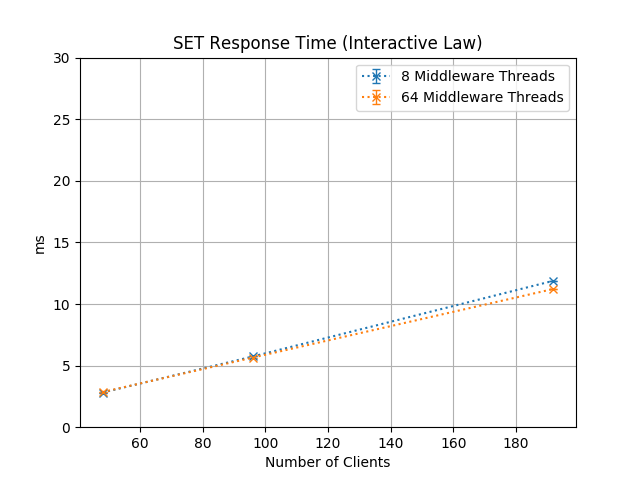 SET Response Time (Interactive Law)
8 Middleware Threads
64 Middleware Threads
30
25
20
15
10
5
0
ms
60 80 100 120 140 160 180
Number of Clients